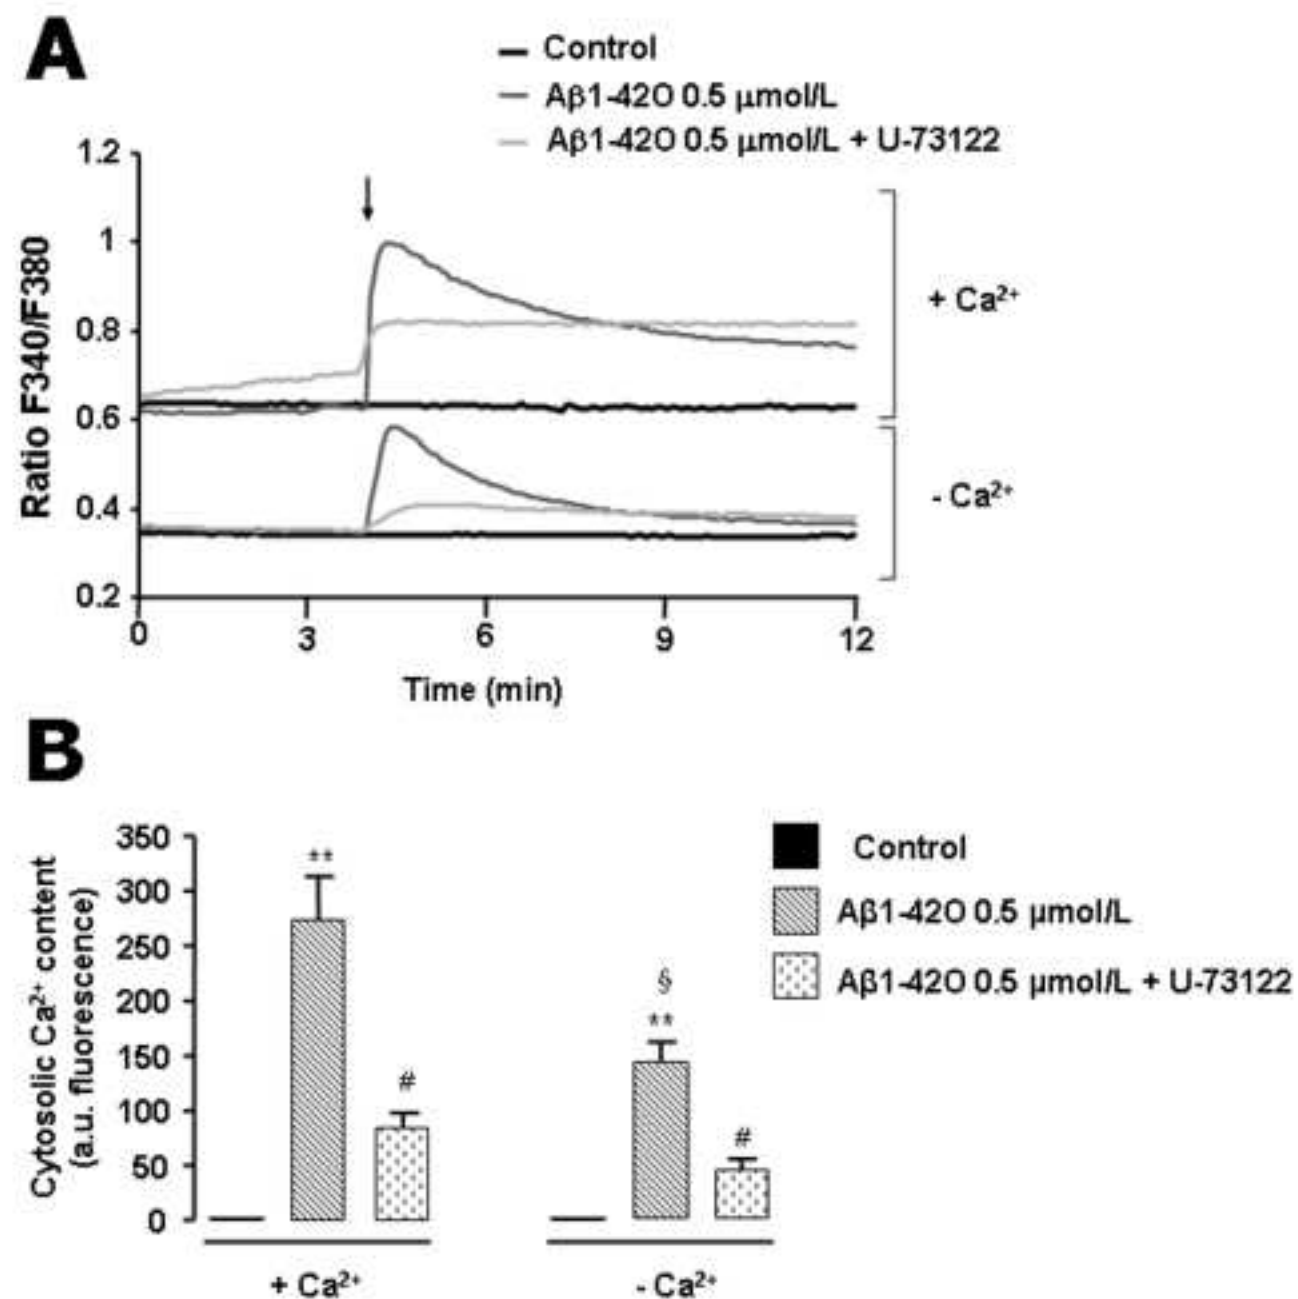 A
Control
Aβ1-42O 0.5 μmol/L
Aβ1-42O 0.5 μmol/L + U-73122
1.2
1
0.8
0.6
0.4
0.2
Ratio F340/F380
+ Ca²⁺
- Ca²⁺
0 3 6 9 12
Time (min)
B
350
300
250
200
150
100
50
0
Cytosolic Ca²⁺ content
(a.u. fluorescence)
**
#
§
**
#
Control
Aβ1-42O 0.5 μmol/L
Aβ1-42O 0.5 μmol/L + U-73122
+ Ca²⁺
- Ca²⁺